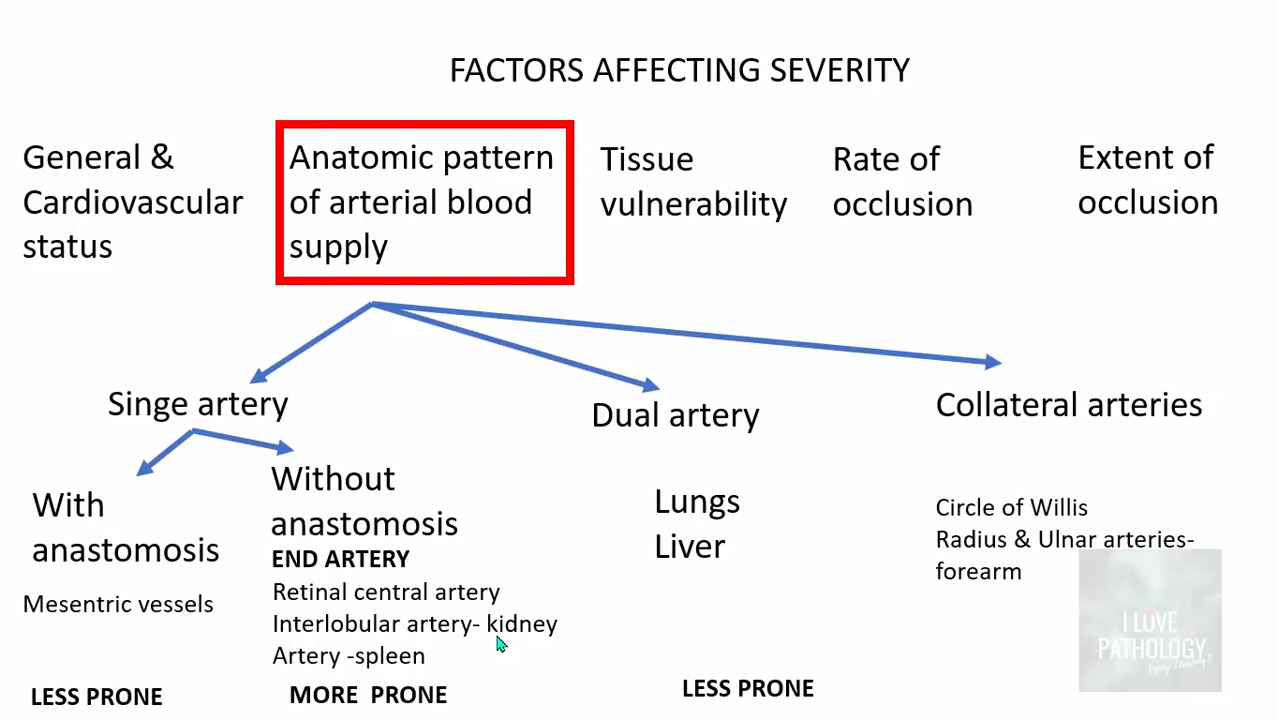 FACTORS AFFECTING SEVERITY
General &
Cardiovascular
status
Anatomic pattern
of arterial blood
supply
Tissue
vulnerability
Rate of
occlusion
Extent of
occlusion
Singe artery
Dual artery
Collateral arteries
With
anastomosis
Mesentric vessels
LESS PRONE
Without
anastomosis
END ARTERY
Retinal central artery
Interlobular artery- kidney
Artery -spleen
MORE PRONE
Lungs
Liver
LESS PRONE
Circle of Willis
Radius & Ulnar arteries-
forearm
I LOVE
PATHOLOGY
Enjoy Learning!!